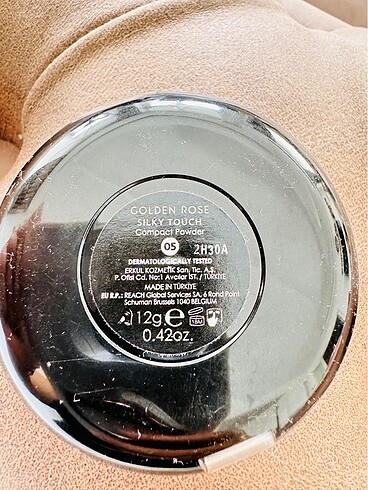 GOLDEN ROSE
SILKY TOUCH
Compact Powder
05 2H30A
DERMATOLOGICALLY TESTED
ERKUL KOZMETİK San. Tic. A.Ş.
P. Ofisi Cd. No:1 Avcılar İST. / TÜRKİYE
MADE IN TÜRKİYE
EU R.P.: REACH Global Services SA, 6 Rond Point
Schuman Brussels 1040 BELGIUM
12g e 18M
0.42oz.